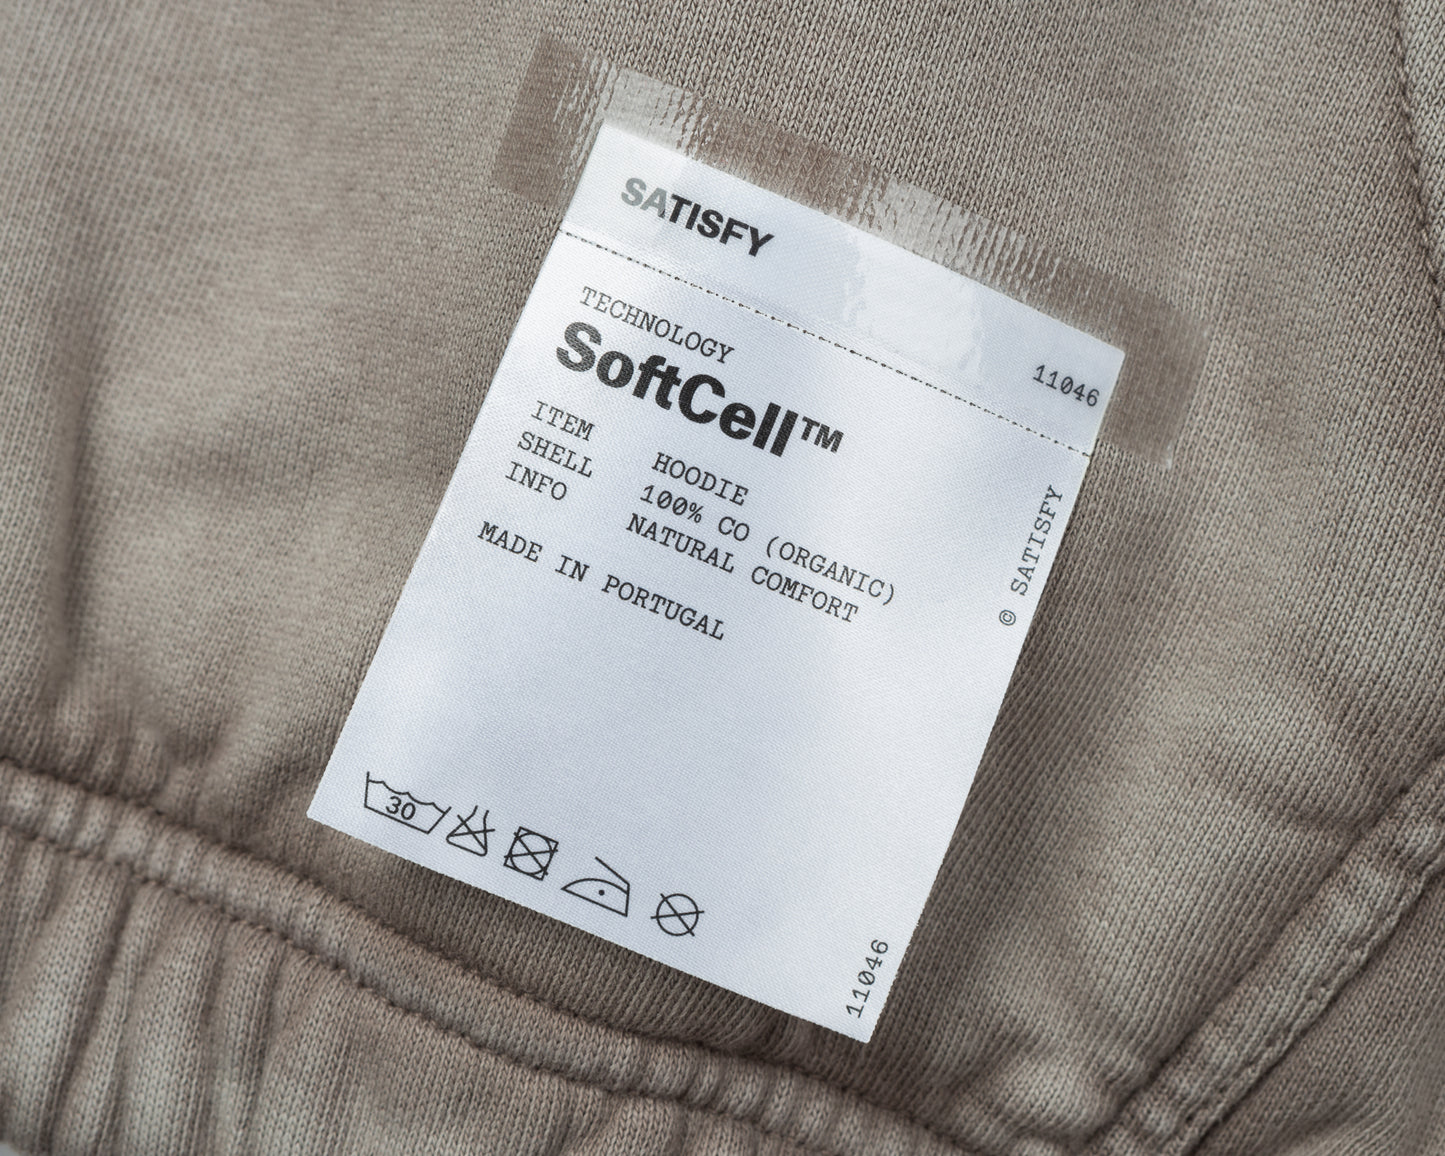 SATISFY
11046
TECHNOLOGY
SoftCell™
ITEM HOODIE
SHELL 100% CO (ORGANIC)
INFO NATURAL COMFORT
MADE IN PORTUGAL
© SATISFY
30
11046